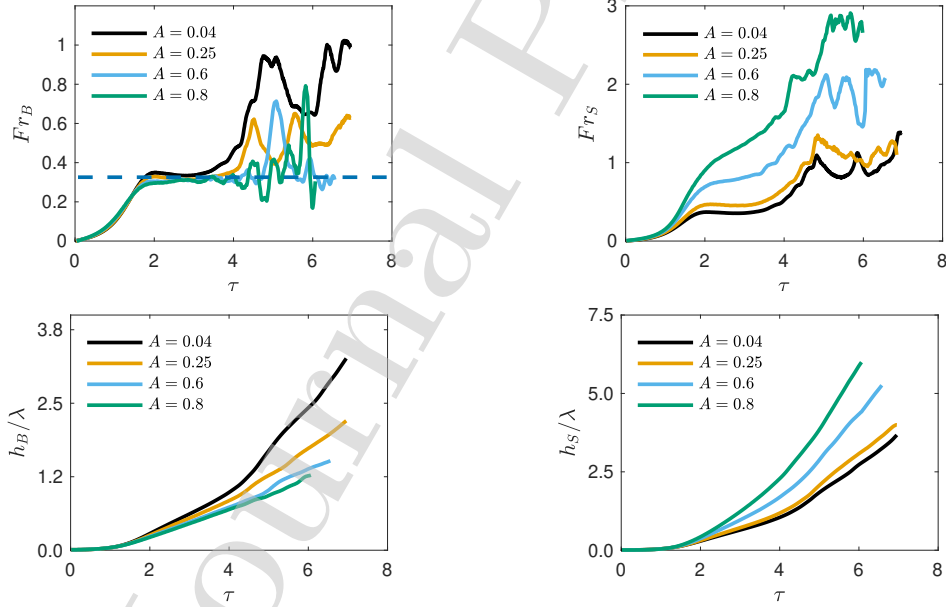 1
0.8
0.6
0.4
0.2
0
0 2 4 6 8
Fr_B
τ
A = 0.04
A = 0.25
A = 0.6
A = 0.8
3
2
1
0
0 2 4 6 8
Fr_S
τ
A = 0.04
A = 0.25
A = 0.6
A = 0.8
3.8
2.5
1.2
0.0
0 2 4 6 8
h_B/λ
τ
A = 0.04
A = 0.25
A = 0.6
A = 0.8
7.5
5.0
2.5
0.0
0 2 4 6 8
h_S/λ
τ
A = 0.04
A = 0.25
A = 0.6
A = 0.8
Journal P